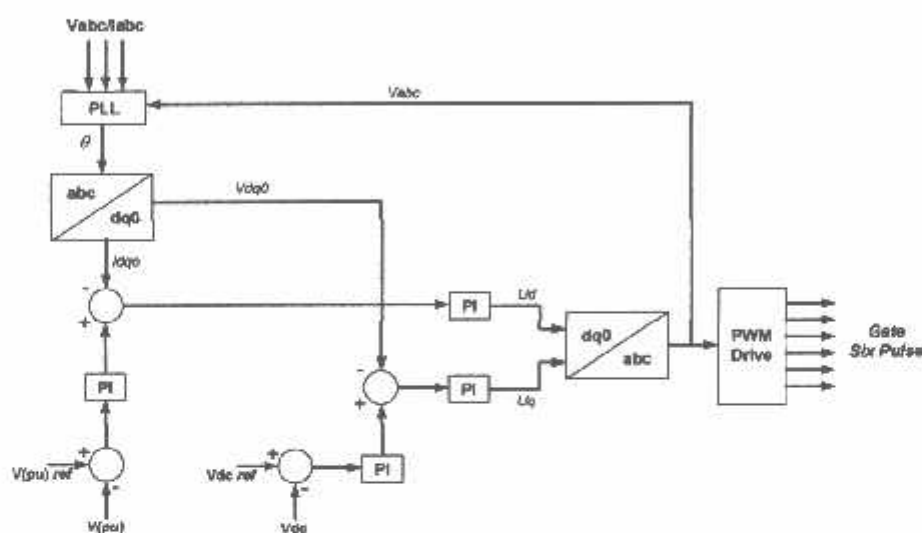 Vabc/Iabc
Vabc
PLL
θ
abc
dq0
Vdq0
Idqo
-
+
PI
Ud
dq0
abc
PWM
Drive
Gate
Six Pulse
-
+
PI
Uq
PI
+
V(pu) ref
-
V(pu)
+
Vdc ref
-
Vdc
PI